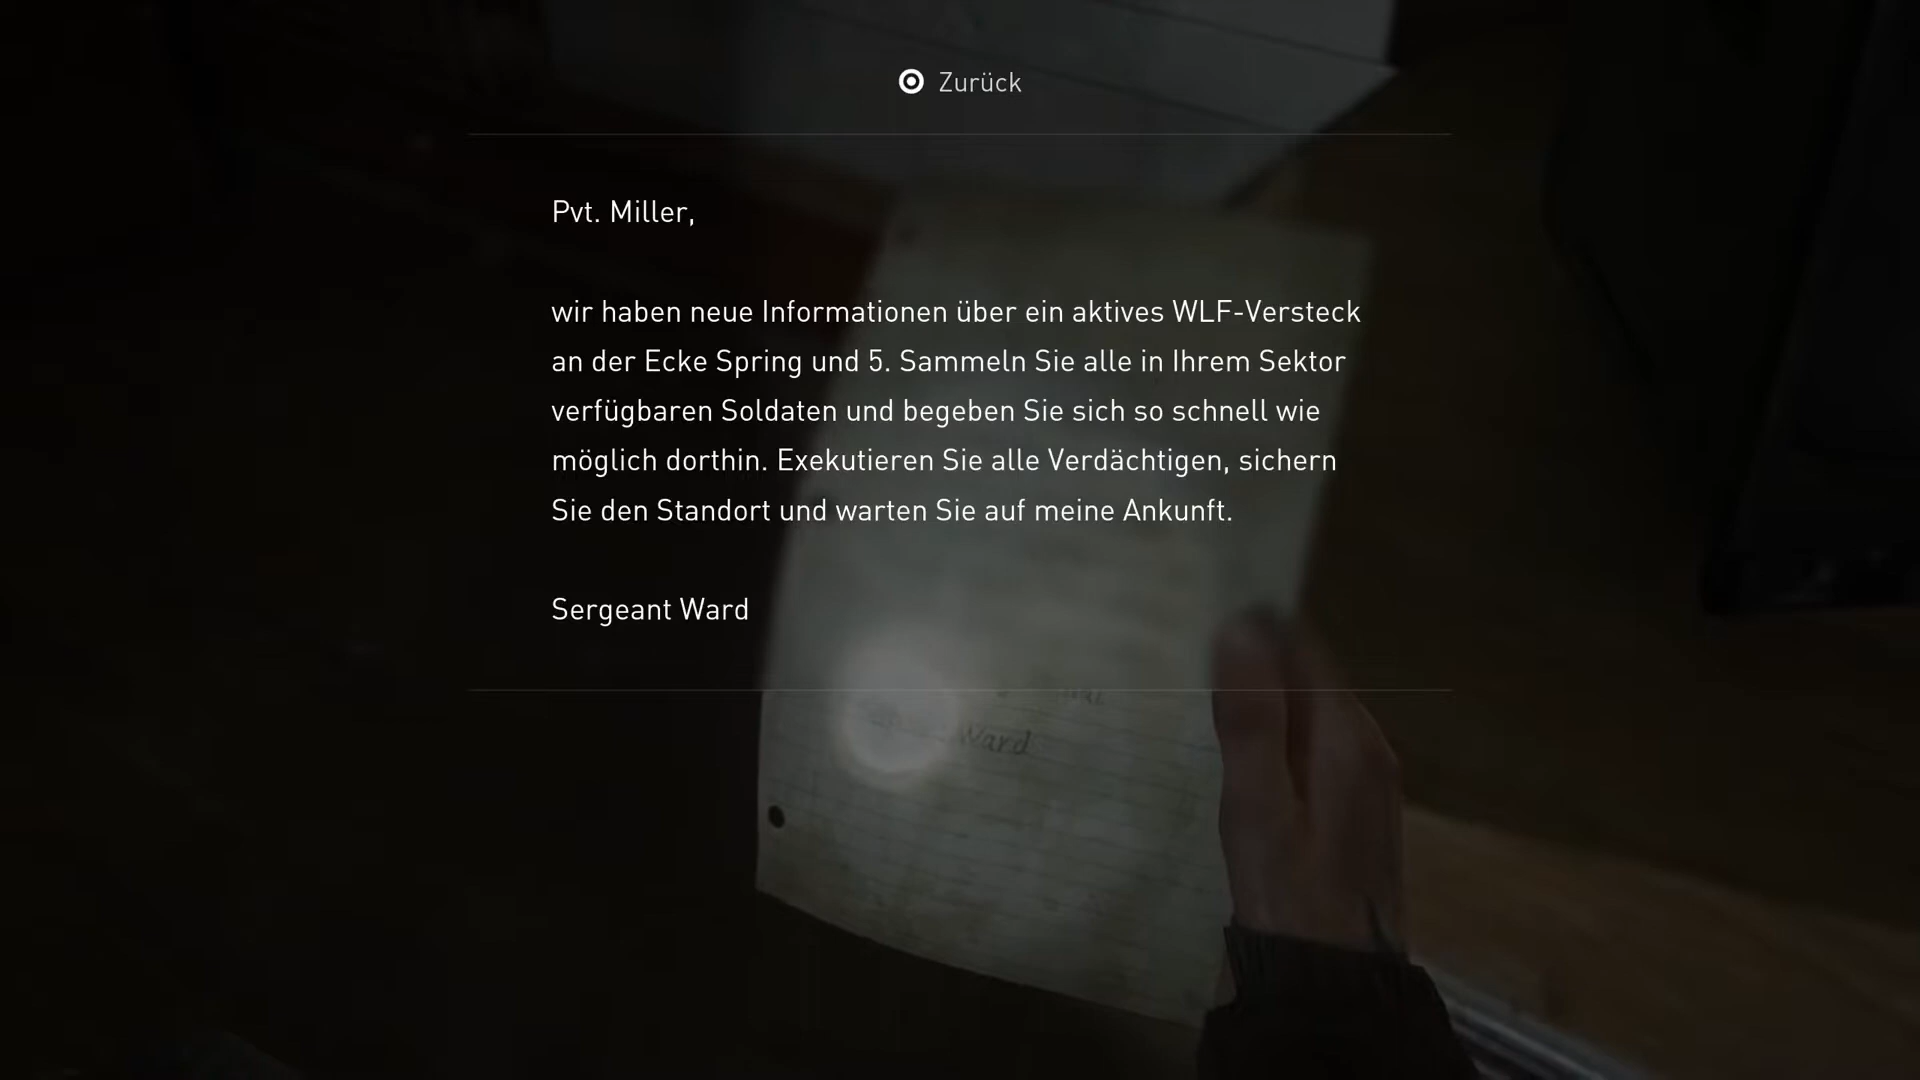 Zurück
Pvt. Miller,
wir haben neue Informationen über ein aktives WLF-Versteck
an der Ecke Spring und 5. Sammeln Sie alle in Ihrem Sektor
verfügbaren Soldaten und begeben Sie sich so schnell wie
möglich dorthin. Exekutieren Sie alle Verdächtigen, sichern
Sie den Standort und warten Sie auf meine Ankunft.
Sergeant Ward
Ward